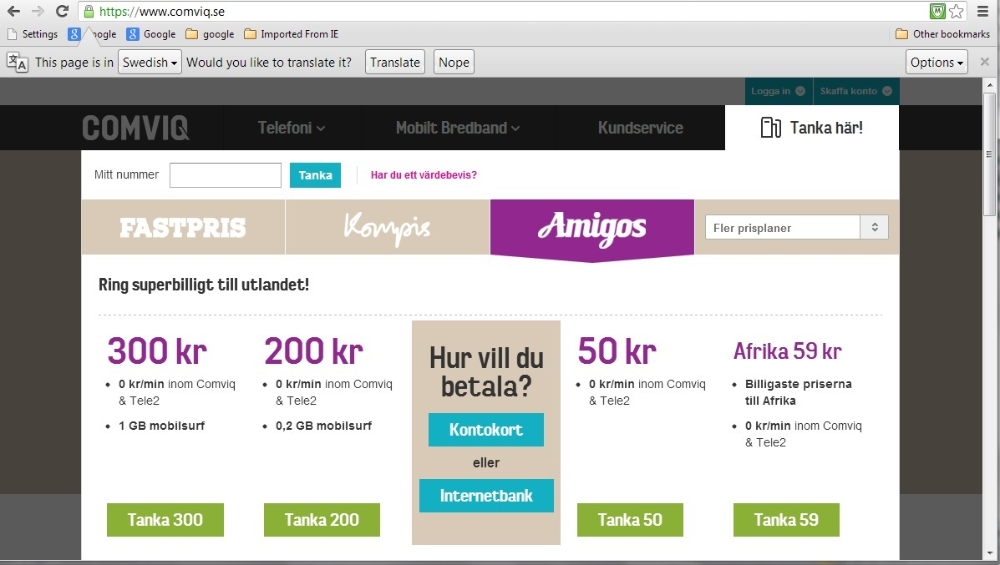 https://www.comviq.se
Settings
Google
google
Imported From IE
Other bookmarks
This page is in Swedish Would you like to translate it? Translate Nope Options
Logga in Skaffa konto
COMVIQ Telefoni Mobilt Bredband Kundservice Tanka här!
Mitt nummer Tanka Har du ett värdebevis?
FASTPRIS Kompis Amigos Fler prisplaner
Ring superbilligt till utlandet!
300 kr
0 kr/min inom Comviq
& Tele2
1 GB mobilsurf
Tanka 300
200 kr
0 kr/min inom Comviq
& Tele2
0,2 GB mobilsurf
Tanka 200
Hur vill du
betala?
Kontokort
eller
Internetbank
50 kr
0 kr/min inom Comviq
& Tele2
Tanka 50
Afrika 59 kr
Billigaste priserna
till Afrika
0 kr/min inom Comviq
& Tele2
Tanka 59